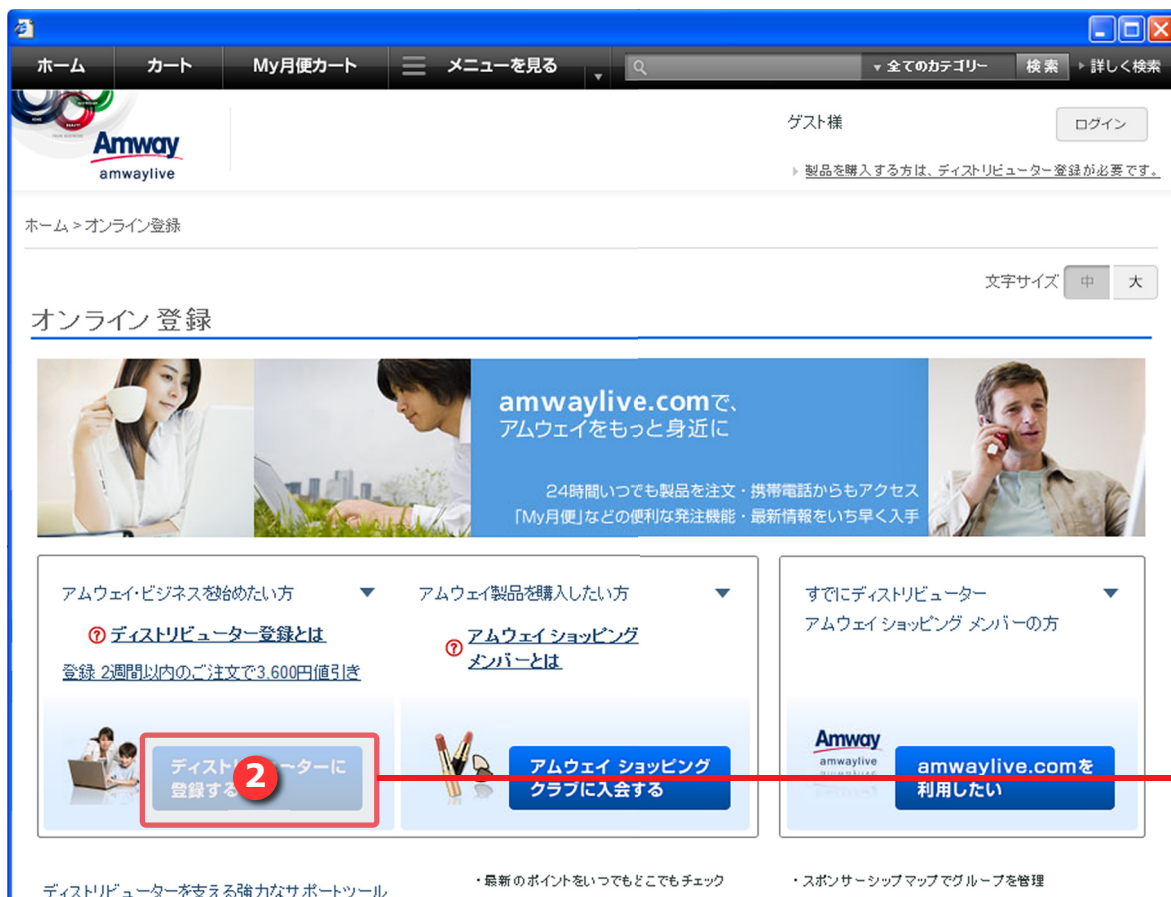 ホーム カート My月便カート メニューを見る ▼ ▼ 全てのカテゴリー 検索 詳しく検索
Amway
amwaylive
ゲスト様 ログイン
製品を購入する方は、ディストリビューター登録が必要です。
ホーム > オンライン登録
文字サイズ 中 大
オンライン 登録
amwaylive.comで、
アムウェイをもっと身近に
24時間いつでも製品を注文・携帯電話からもアクセス
「My月便」などの便利な発注機能・最新情報をいち早く入手
アムウェイ・ビジネスを始めたい方 ▼
? ディストリビューター登録とは
登録 2週間以内のご注文で3,600円値引き
ディストリ ーターに
登録する
2
アムウェイ製品を購入したい方 ▼
? アムウェイ ショッピング
メンバーとは
アムウェイ ショッピング
クラブに入会する
すでにディストリビューター ▼
アムウェイ ショッピング メンバーの方
Amway
amwaylive
amwaylive.comを
利用したい
ディストリビューターを支える強力なサポートツール
・最新のポイントをいつでもどこでもチェック
・スポンサーシップマップでグループを管理